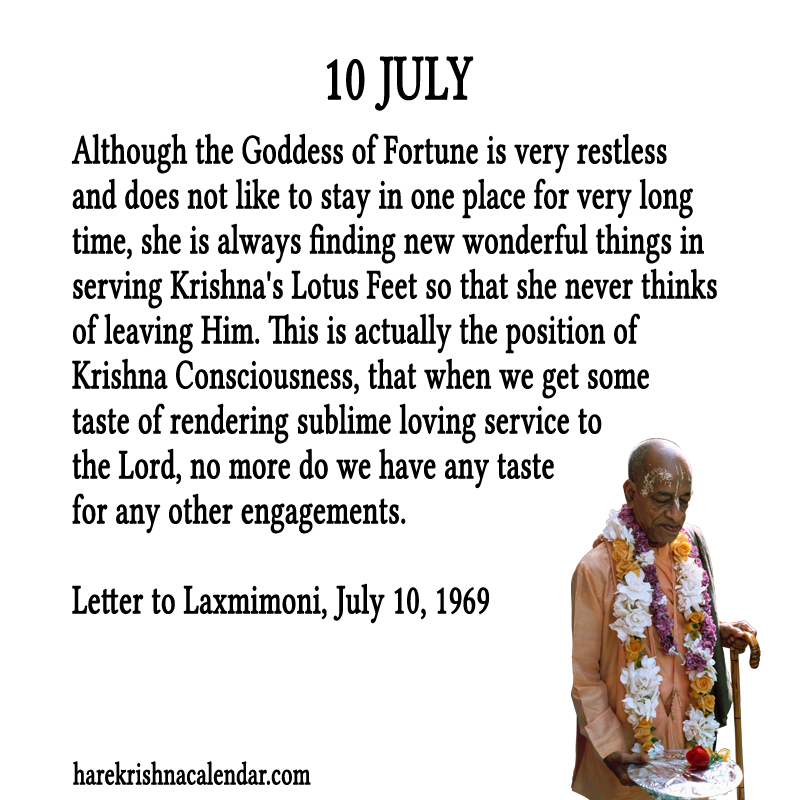 10 JULY
Although the Goddess of Fortune is very restless
and does not like to stay in one place for very long
time, she is always finding new wonderful things in
serving Krishna's Lotus Feet so that she never thinks
of leaving Him. This is actually the position of
Krishna Consciousness, that when we get some
taste of rendering sublime loving service to
the Lord, no more do we have any taste
for any other engagements.
Letter to Laxmimoni, July 10, 1969
harekrishnacalendar.com